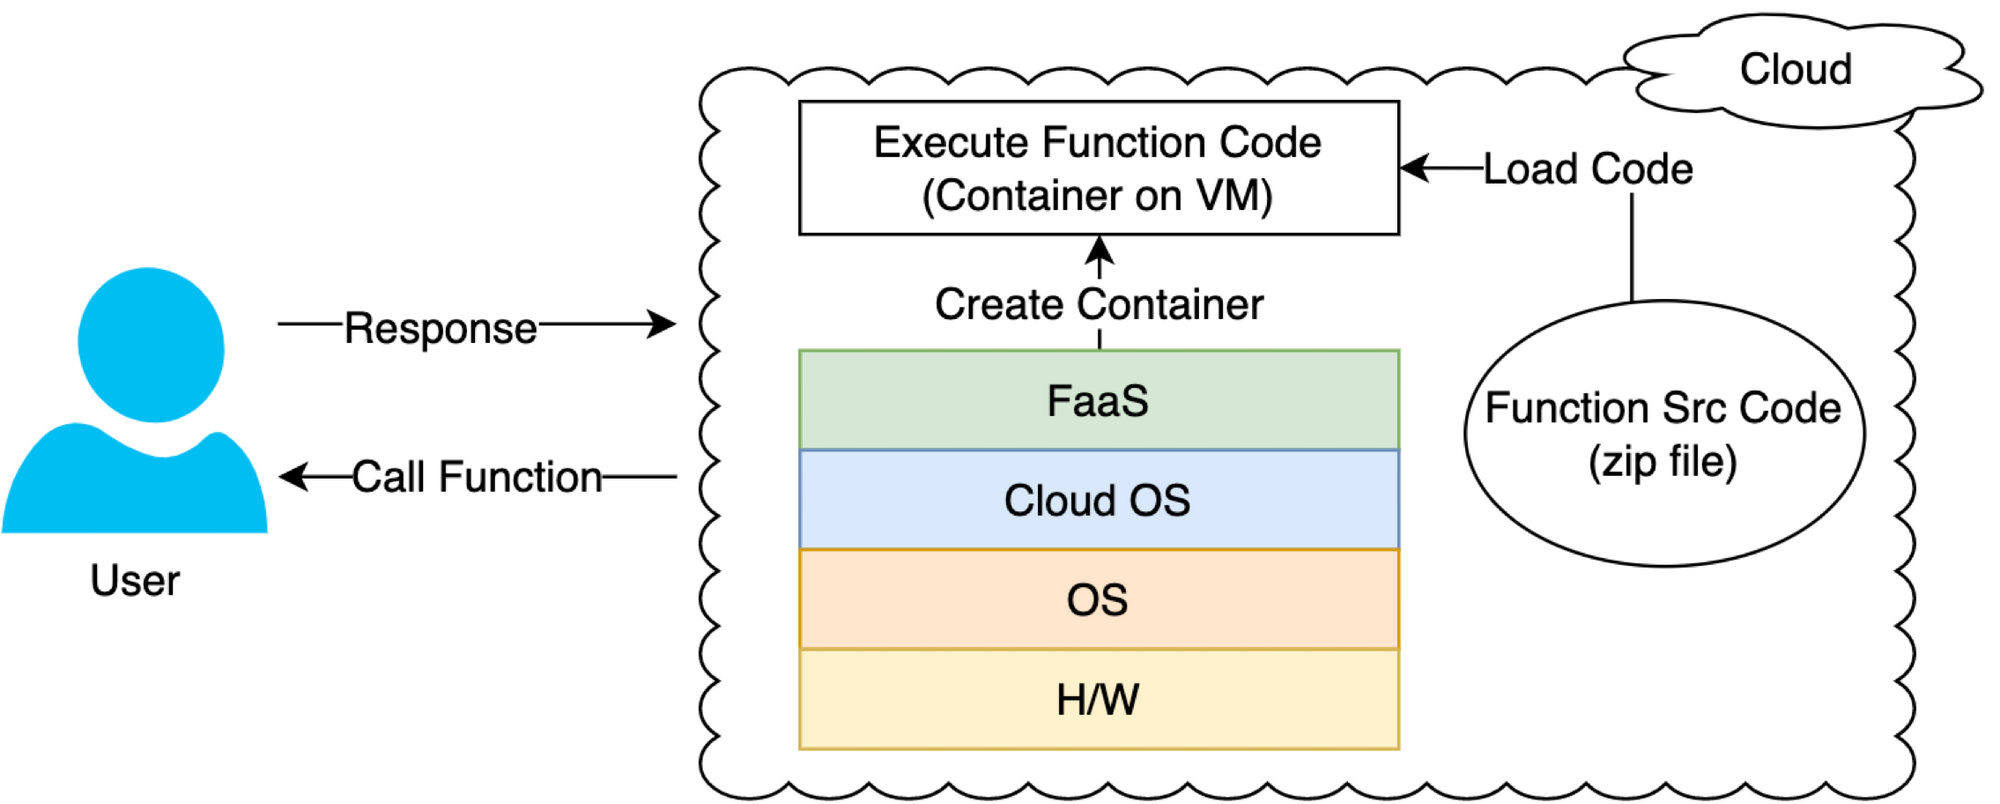 Cloud
Execute Function Code
(Container on VM)
Load Code
Create Container
Response
FaaS
Function Src Code
(zip file)
Call Function
Cloud OS
User
OS
H/W